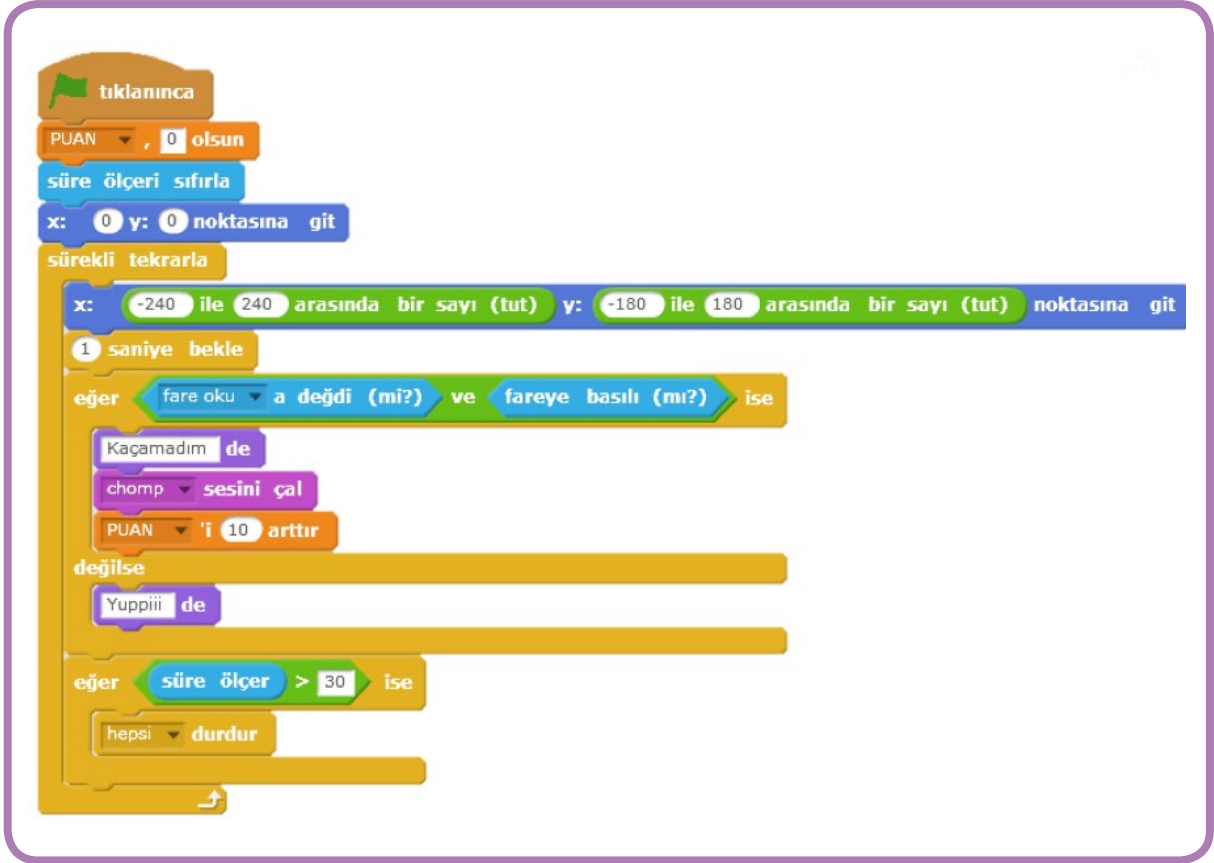 tıklanınca
PUAN , 0 olsun
süre ölçeri sıfırla
x: 0 y: 0 noktasına git
sürekli tekrarla
x: -240 ile 240 arasında bir sayı (tut) y: -180 ile 180 arasında bir sayı (tut) noktasına git
1 saniye bekle
eğer fare oku a değdi (mi?) ve fareye basılı (mı?) ise
Kaçamadım de
chomp sesini çal
PUAN 'i 10 arttır
değilse
Yuppiii de
eğer süre ölçer > 30 ise
hepsi durdur